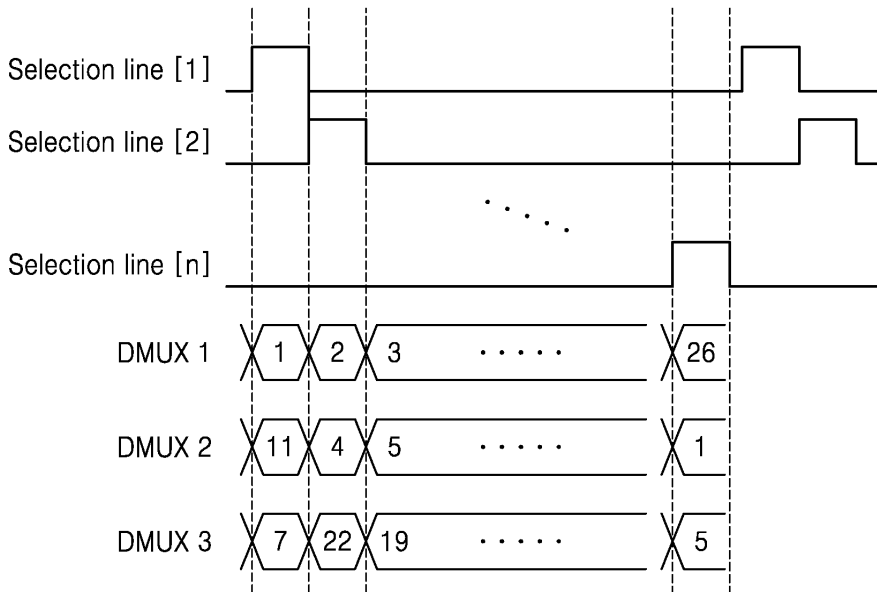 Selection line [1]
Selection line [2]
Selection line [n]
DMUX 1 1 2 3 ····· 26
DMUX 2 11 4 5 ····· 1
DMUX 3 7 22 19 ····· 5